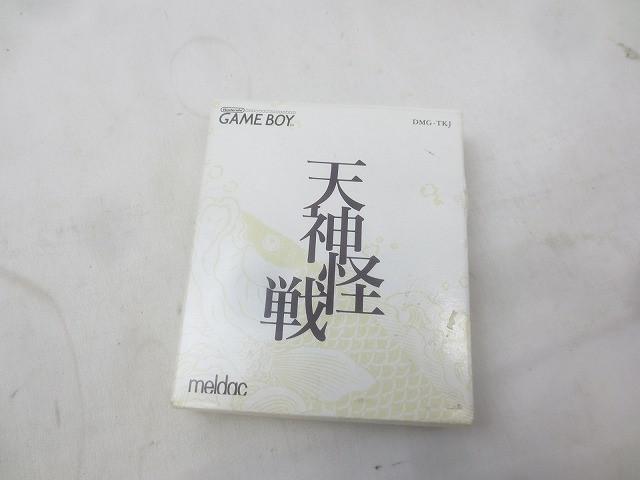 Nintendo
GAME BOY
DMG-TKJ
天神怪戦
meldac